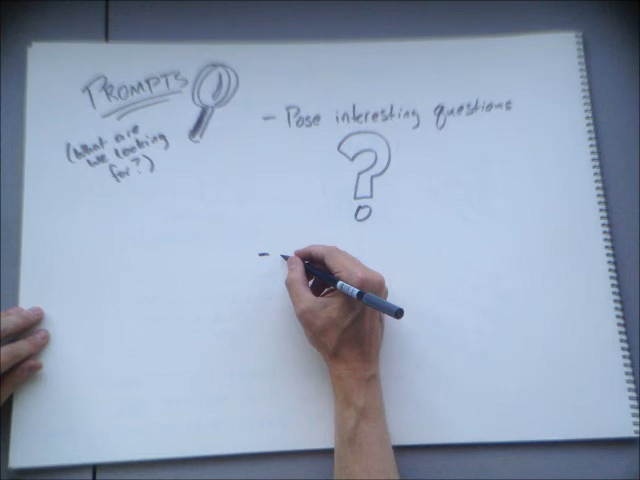 PROMPTS
(What are
we looking
for?)
- Pose interesting questions
?
-